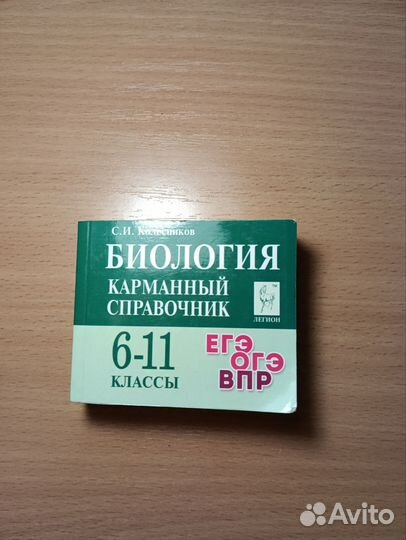 С.И. Колесников
БИОЛОГИЯ
КАРМАННЫЙ
СПРАВОЧНИК
ЛЕГИОН
6-11
КЛАССЫ
ЕГЭ
ОГЭ
ВПР
Avito